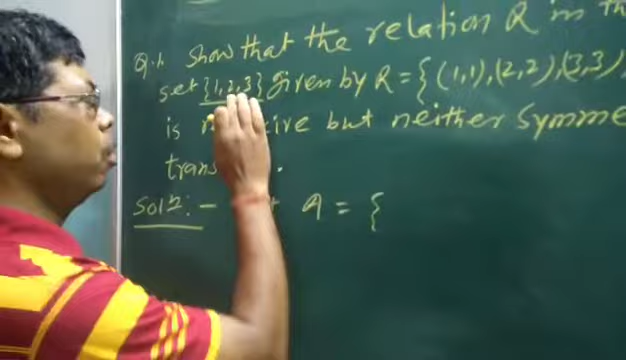 Q.1. Show that the relation R in the
set {1,2,3} given by R = { (1,1),(2,2),(3,3),
is but neither Symme
trans .
Sol^n: - A = {